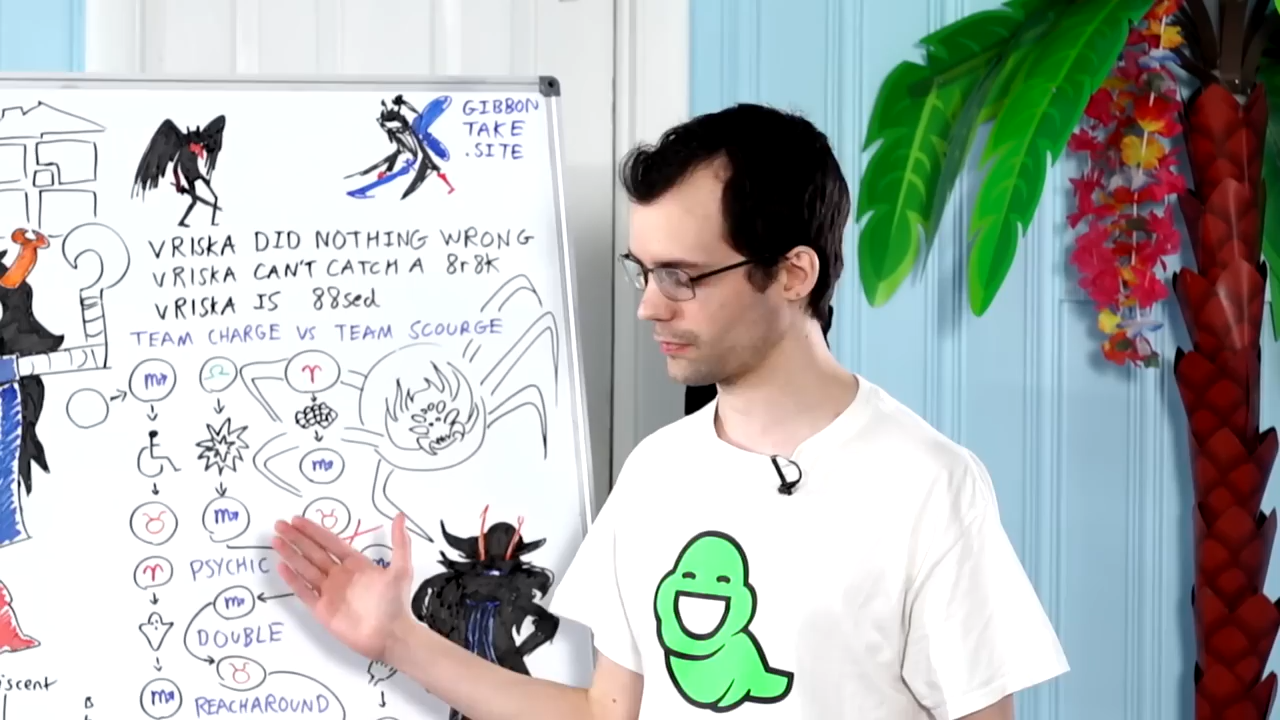 GIBBON
TAKE
.SITE
VRISKA DID NOTHING WRONG
VRISKA CAN'T CATCH A 8r8k
VRISKA IS 88sed
TEAM CHARGE VS TEAM SCOURGE
PSYCHIC
DOUBLE
REACHAROUND
iscent